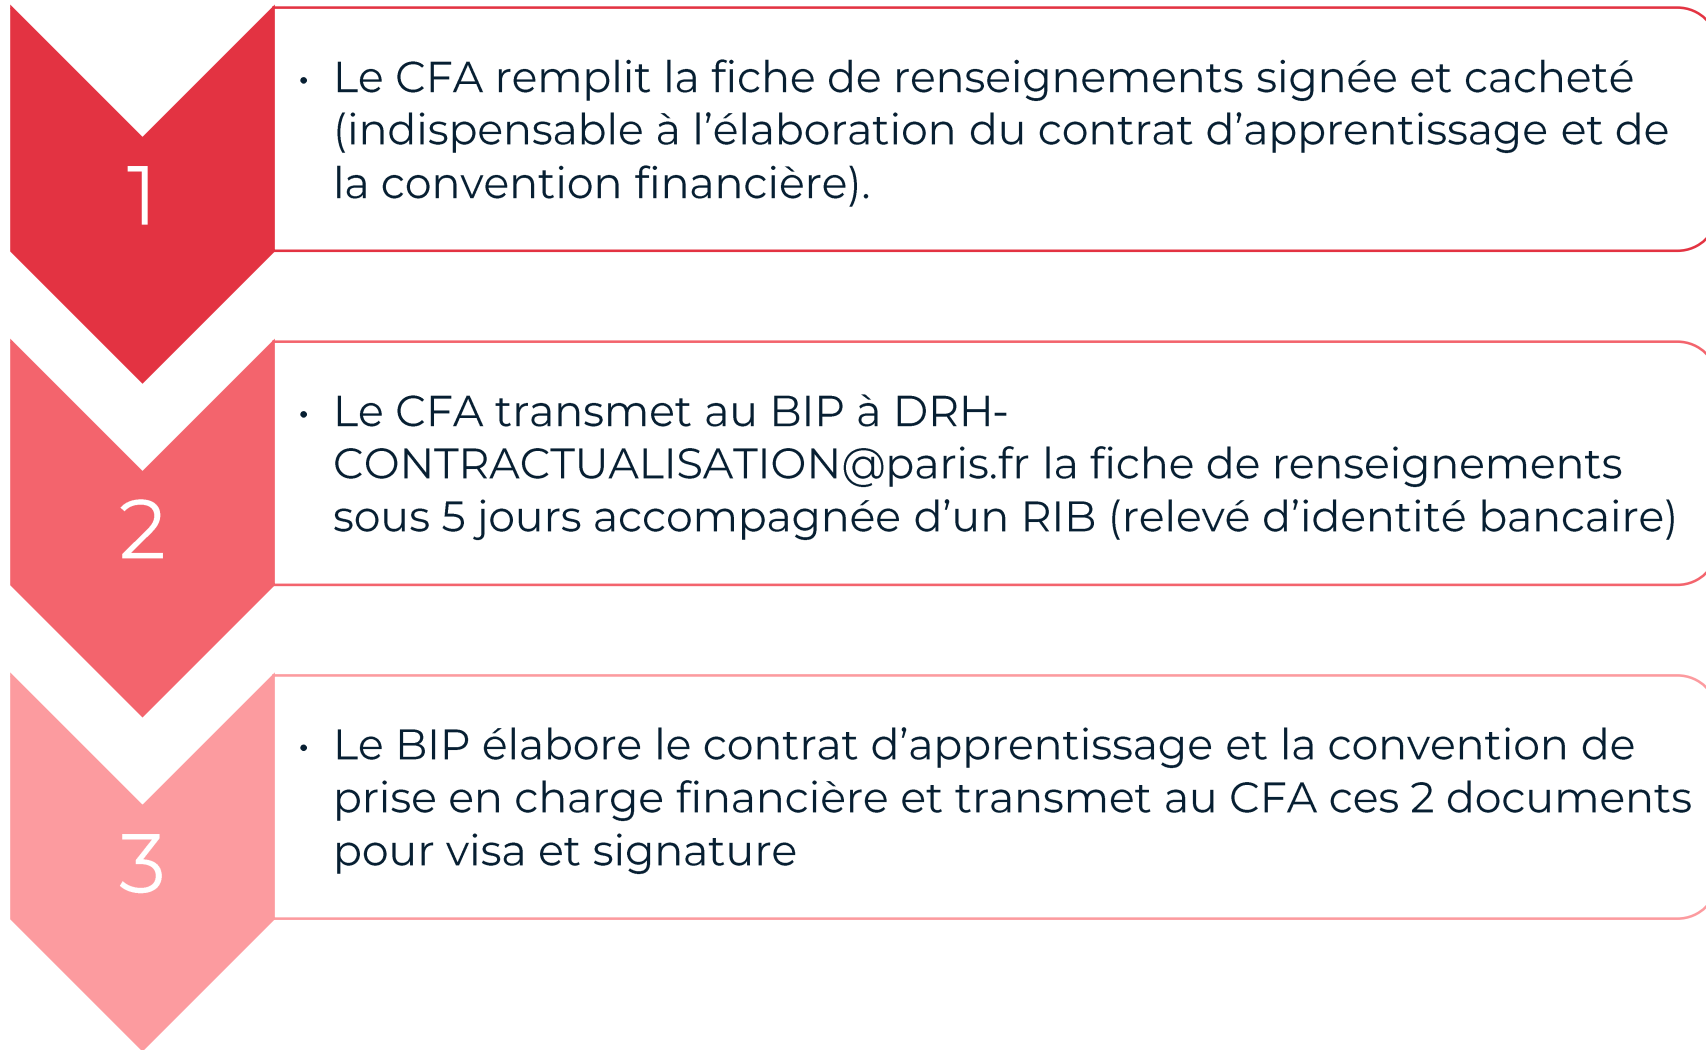 1
• Le CFA remplit la fiche de renseignements signée et cacheté
(indispensable à l’élaboration du contrat d’apprentissage et de
la convention financière).
2
• Le CFA transmet au BIP à DRH-
CONTRACTUALISATION@paris.fr la fiche de renseignements
sous 5 jours accompagnée d’un RIB (relevé d’identité bancaire)
3
• Le BIP élabore le contrat d’apprentissage et la convention de
prise en charge financière et transmet au CFA ces 2 documents
pour visa et signature